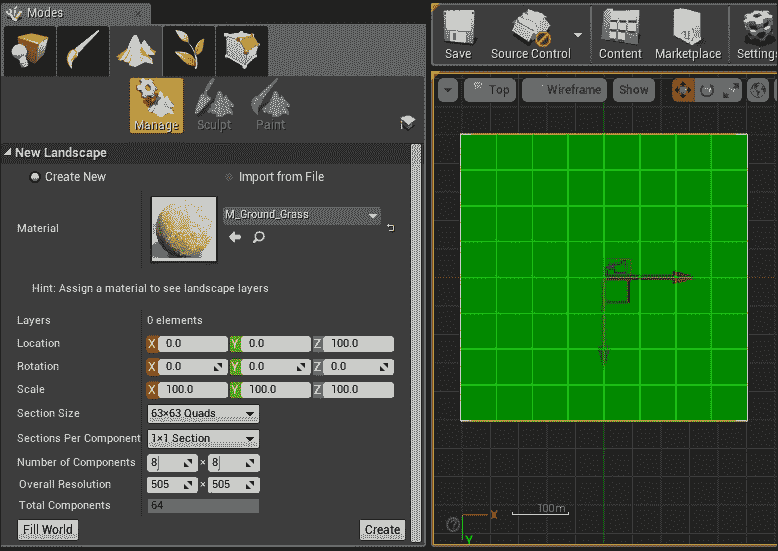 Modes
Save
Source Control
Content
Marketplace
Settings
Manage
Sculpt
Paint
Top
Wireframe
Show
New Landscape
Create New
Import from File
Material
M_Ground_Grass
Hint: Assign a material to see landscape layers
Layers 0 elements
Location X 0.0 Y 0.0 Z 100.0
Rotation X 0.0 Y 0.0 Z 0.0
Scale X 100.0 Y 100.0 Z 100.0
Section Size 63×63 Quads
Sections Per Component 1×1 Section
Number of Components 8 × 8
Overall Resolution 505 × 505
Total Components 64
Fill World
Create
100m
X
Y